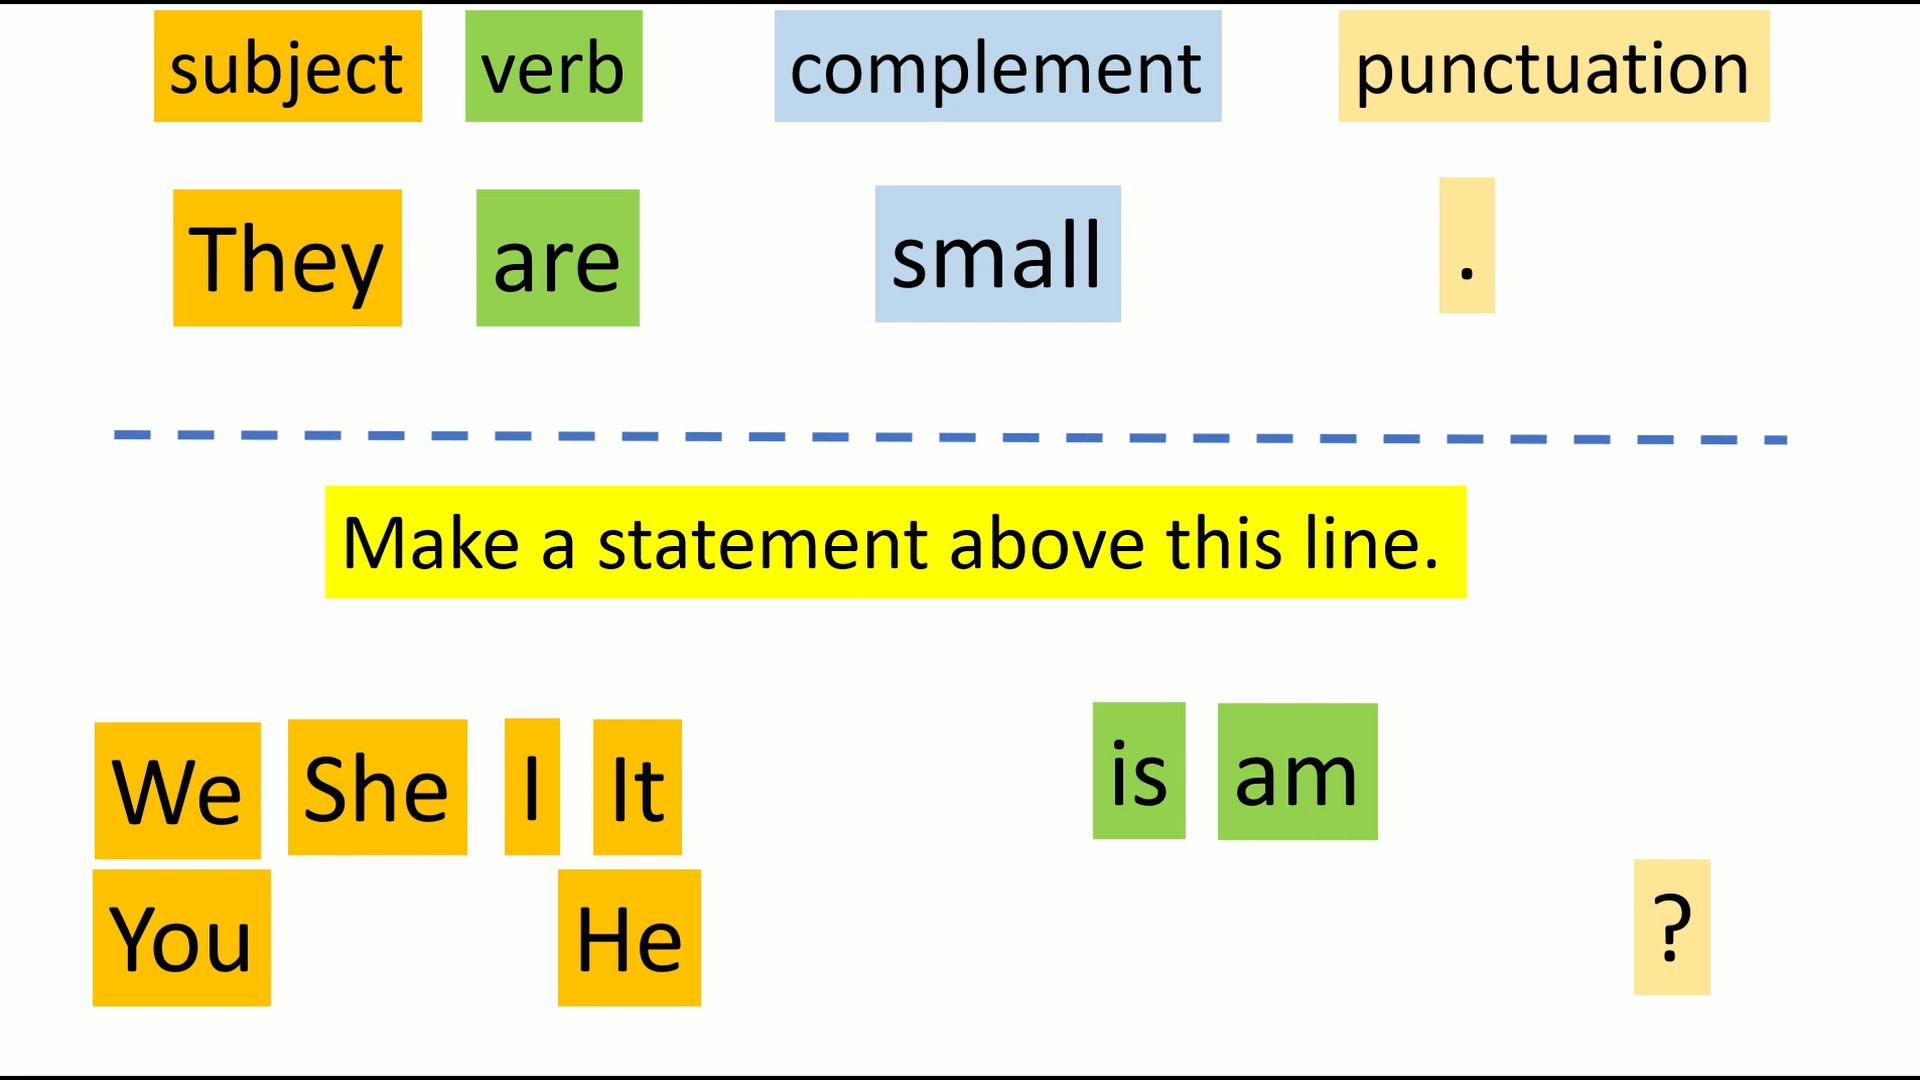 subject verb complement punctuation
They are small .
Make a statement above this line.
We She I It is am
You He ?